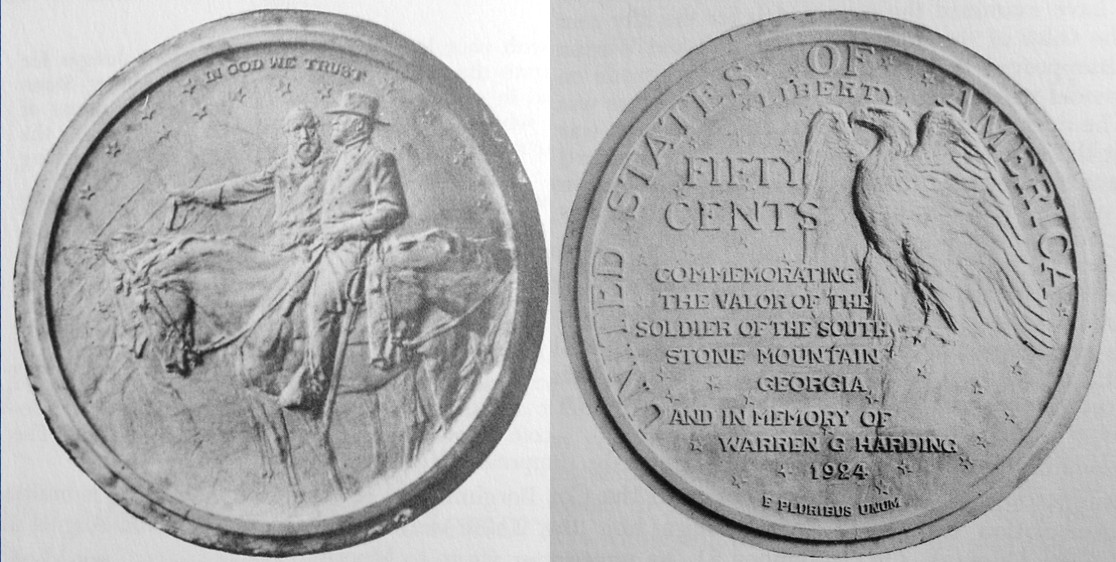 IN GOD WE TRUST
UNITED STATES OF AMERICA
LIBERTY
FIFTY
CENTS
COMMEMORATING
THE VALOR OF THE
SOLDIER OF THE SOUTH
STONE MOUNTAIN
GEORGIA
AND IN MEMORY OF
WARREN G HARDING
1924
E PLURIBUS UNUM